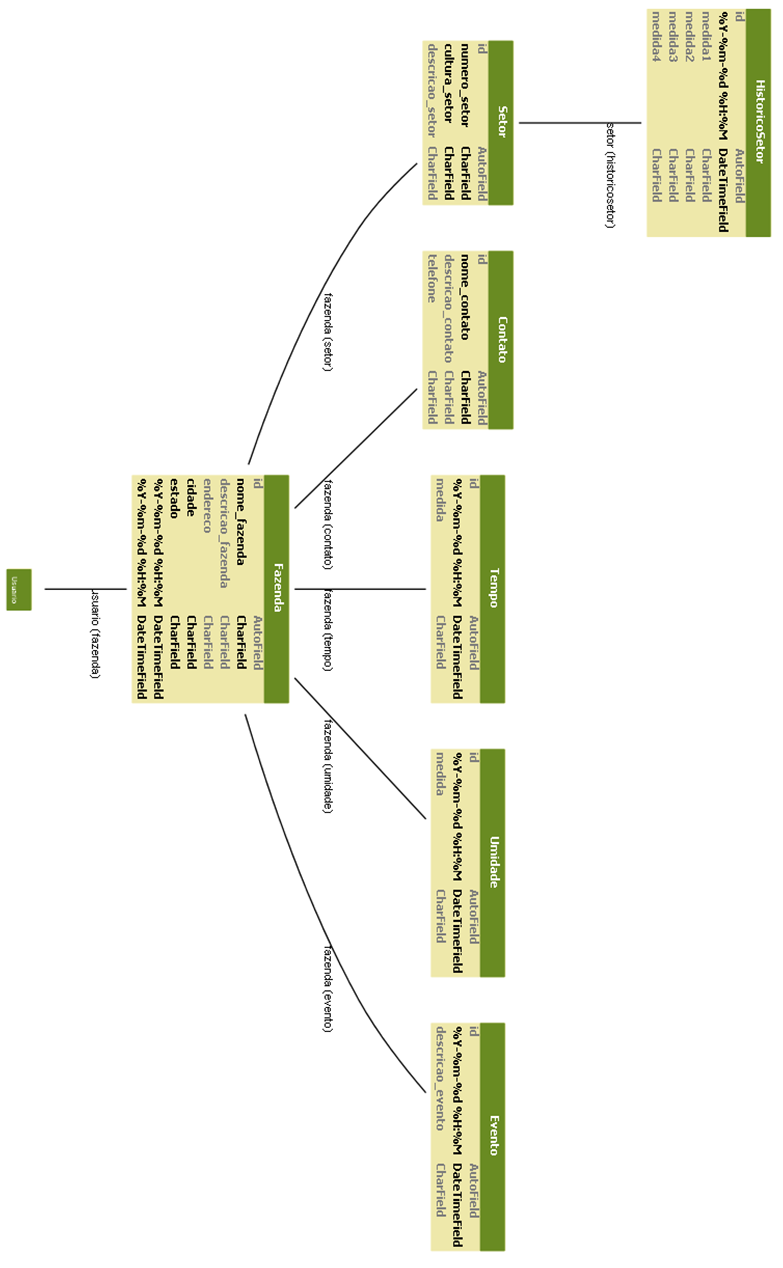 HistoricoSetor
id AutoField
%Y-%m-%d %H:%M DateTimeField
medida1 CharField
medida2 CharField
medida3 CharField
medida4 CharField
setor (historicosetor)
Setor
id AutoField
numero_setor CharField
cultura_setor CharField
descricao_setor CharField
Contato
id AutoField
nome_contato CharField
descricao_contato CharField
telefone CharField
Tempo
id AutoField
%Y-%m-%d %H:%M DateTimeField
medida CharField
Umidade
id AutoField
%Y-%m-%d %H:%M DateTimeField
medida CharField
Evento
id AutoField
%Y-%m-%d %H:%M DateTimeField
descricao_evento CharField
fazenda (setor)
fazenda (contato)
fazenda (tempo)
fazenda (umidade)
fazenda (evento)
Fazenda
id AutoField
nome_fazenda CharField
descricao_fazenda CharField
endereco CharField
cidade CharField
estado CharField
%Y-%m-%d %H:%M DateTimeField
%Y-%m-%d %H:%M DateTimeField
usuario (fazenda)
Usuario